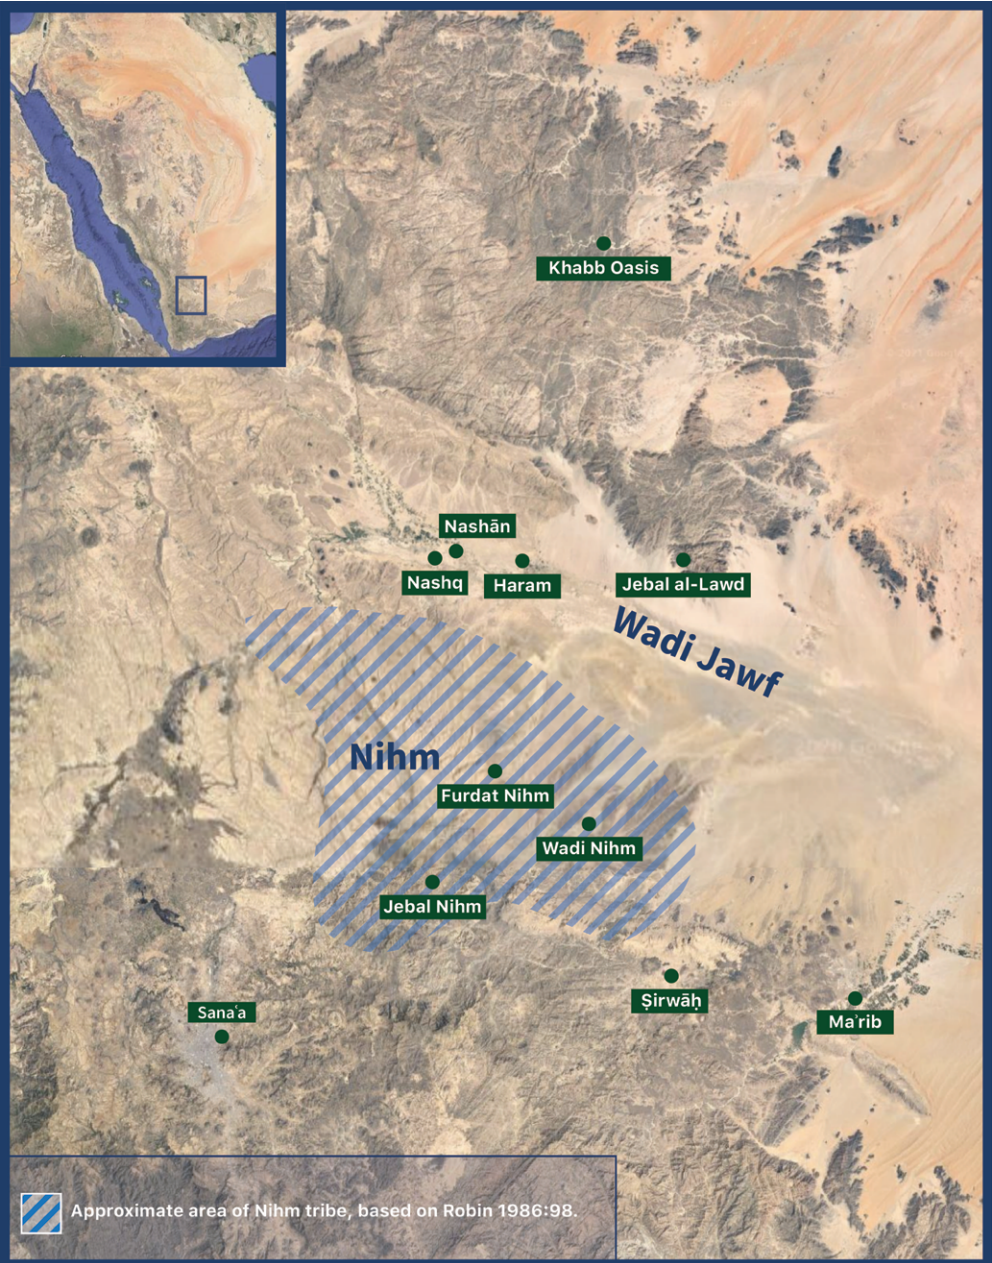 Khabb Oasis
Nashān
Nashq
Haram
Jebal al-Lawd
Wadi Jawf
Nihm
Furdat Nihm
Wadi Nihm
Jebal Nihm
Ṣirwāḥ
Maʾrib
Sanaʿa
Approximate area of Nihm tribe, based on Robin 1986:98.